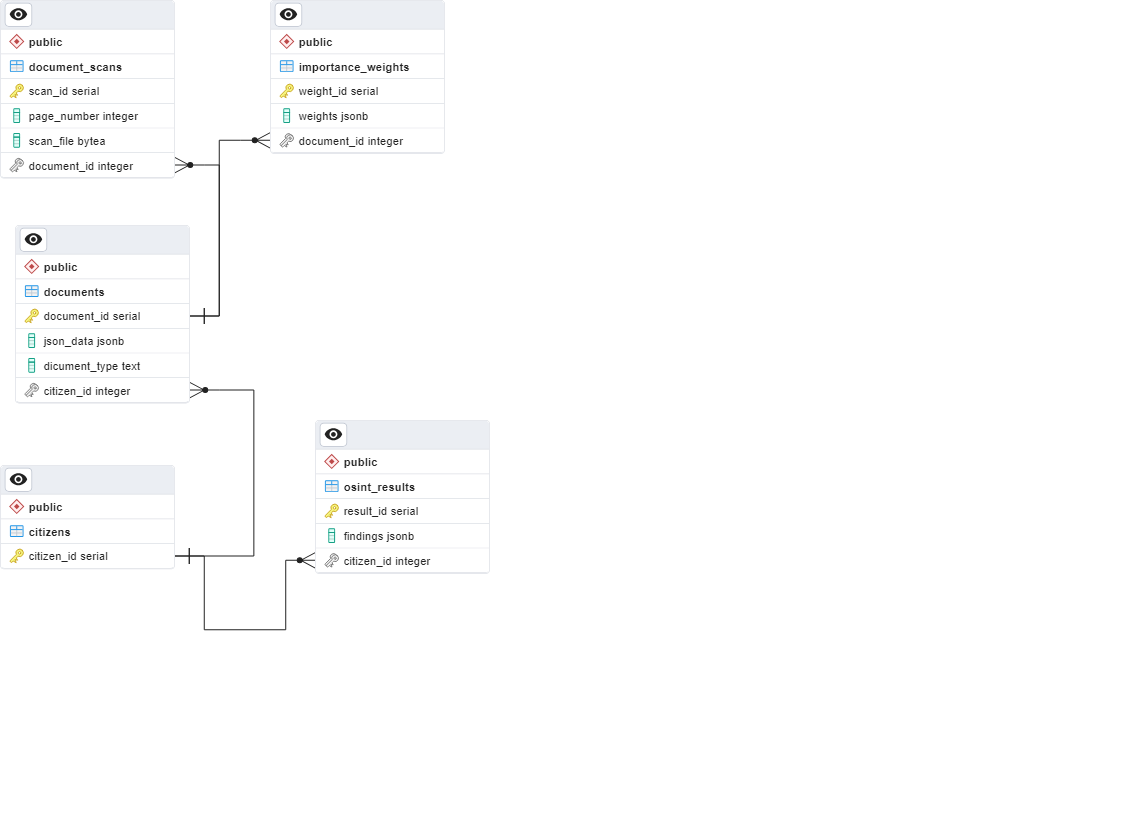 public
document_scans
scan_id serial
page_number integer
scan_file bytea
document_id integer
public
importance_weights
weight_id serial
weights jsonb
document_id integer
public
documents
document_id serial
json_data jsonb
dicument_type text
citizen_id integer
public
citizens
citizen_id serial
public
osint_results
result_id serial
findings jsonb
citizen_id integer